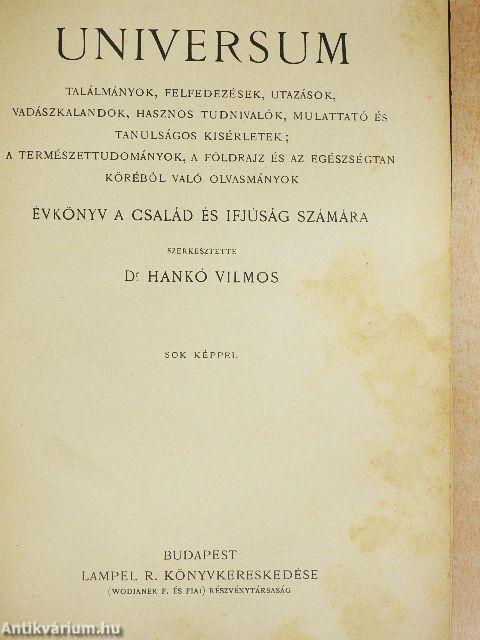 UNIVERSUM
TALÁLMÁNYOK, FELFEDEZÉSEK, UTAZÁSOK,
VADÁSZKALANDOK, HASZNOS TUDNIVALÓK, MULATTATÓ ÉS
TANULSÁGOS KISÉRLETEK;
A TERMÉSZETTUDOMÁNYOK, A FÖLDRAJZ ÉS AZ EGÉSZSÉGTAN
KÖRÉBŐL VALÓ OLVASMÁNYOK
ÉVKÖNYV A CSALÁD ÉS IFJÚSÁG SZÁMÁRA
SZERKESZTETTE
Dr HANKÓ VILMOS
SOK KÉPPEL
BUDAPEST
LAMPEL R. KÖNYVKERESKEDÉSE
(WODIANER F. ÉS FIAI) RÉSZVÉNYTÁRSASÁG
Antikvárium.hu